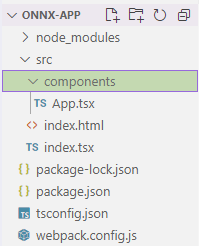 ONNX-APP
node_modules
src
components
TS App.tsx
<> index.html
TS index.tsx
package-lock.json
package.json
TS tsconfig.json
webpack.config.js